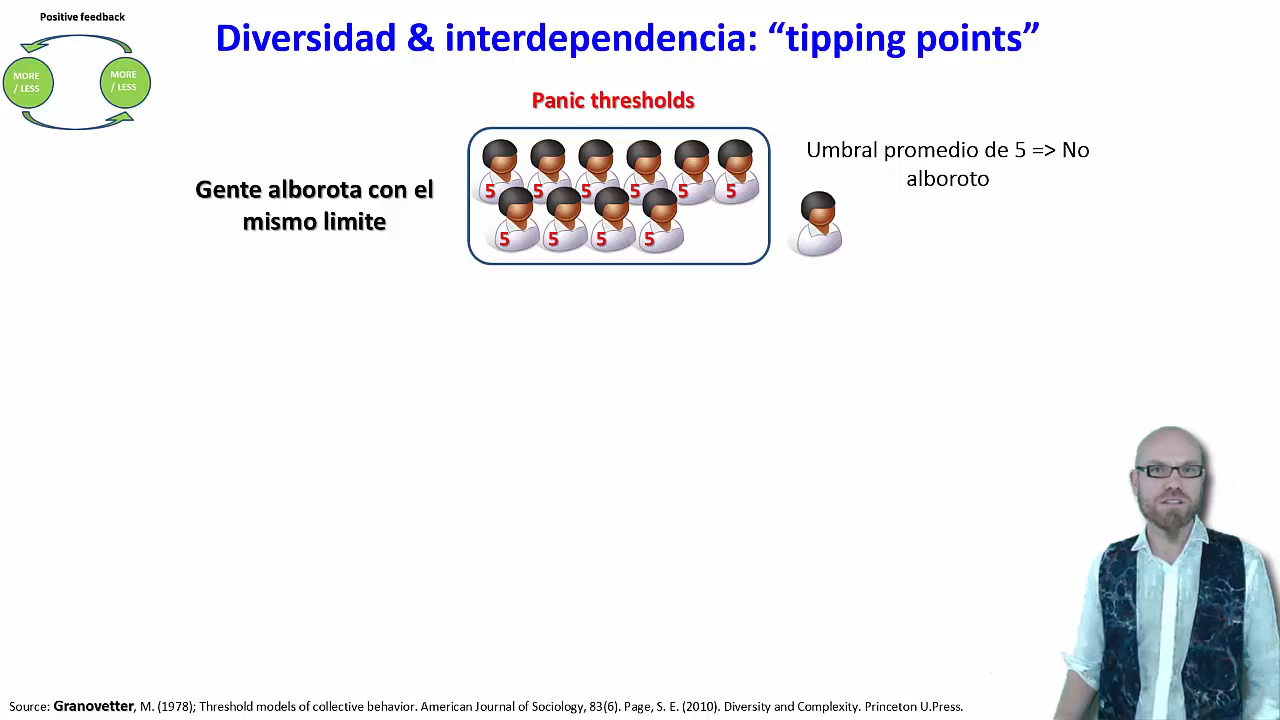 Positive feedback
MORE
/ LESS
MORE
/ LESS
Diversidad & interdependencia: “tipping points”
Panic thresholds
Gente alborota con el
mismo limite
5 5 5 5 5 5
5 5 5 5
Umbral promedio de 5 => No
alboroto
Source: Granovetter, M. (1978); Threshold models of collective behavior. American Journal of Sociology, 83(6). Page, S. E. (2010). Diversity and Complexity. Princeton U.Press.